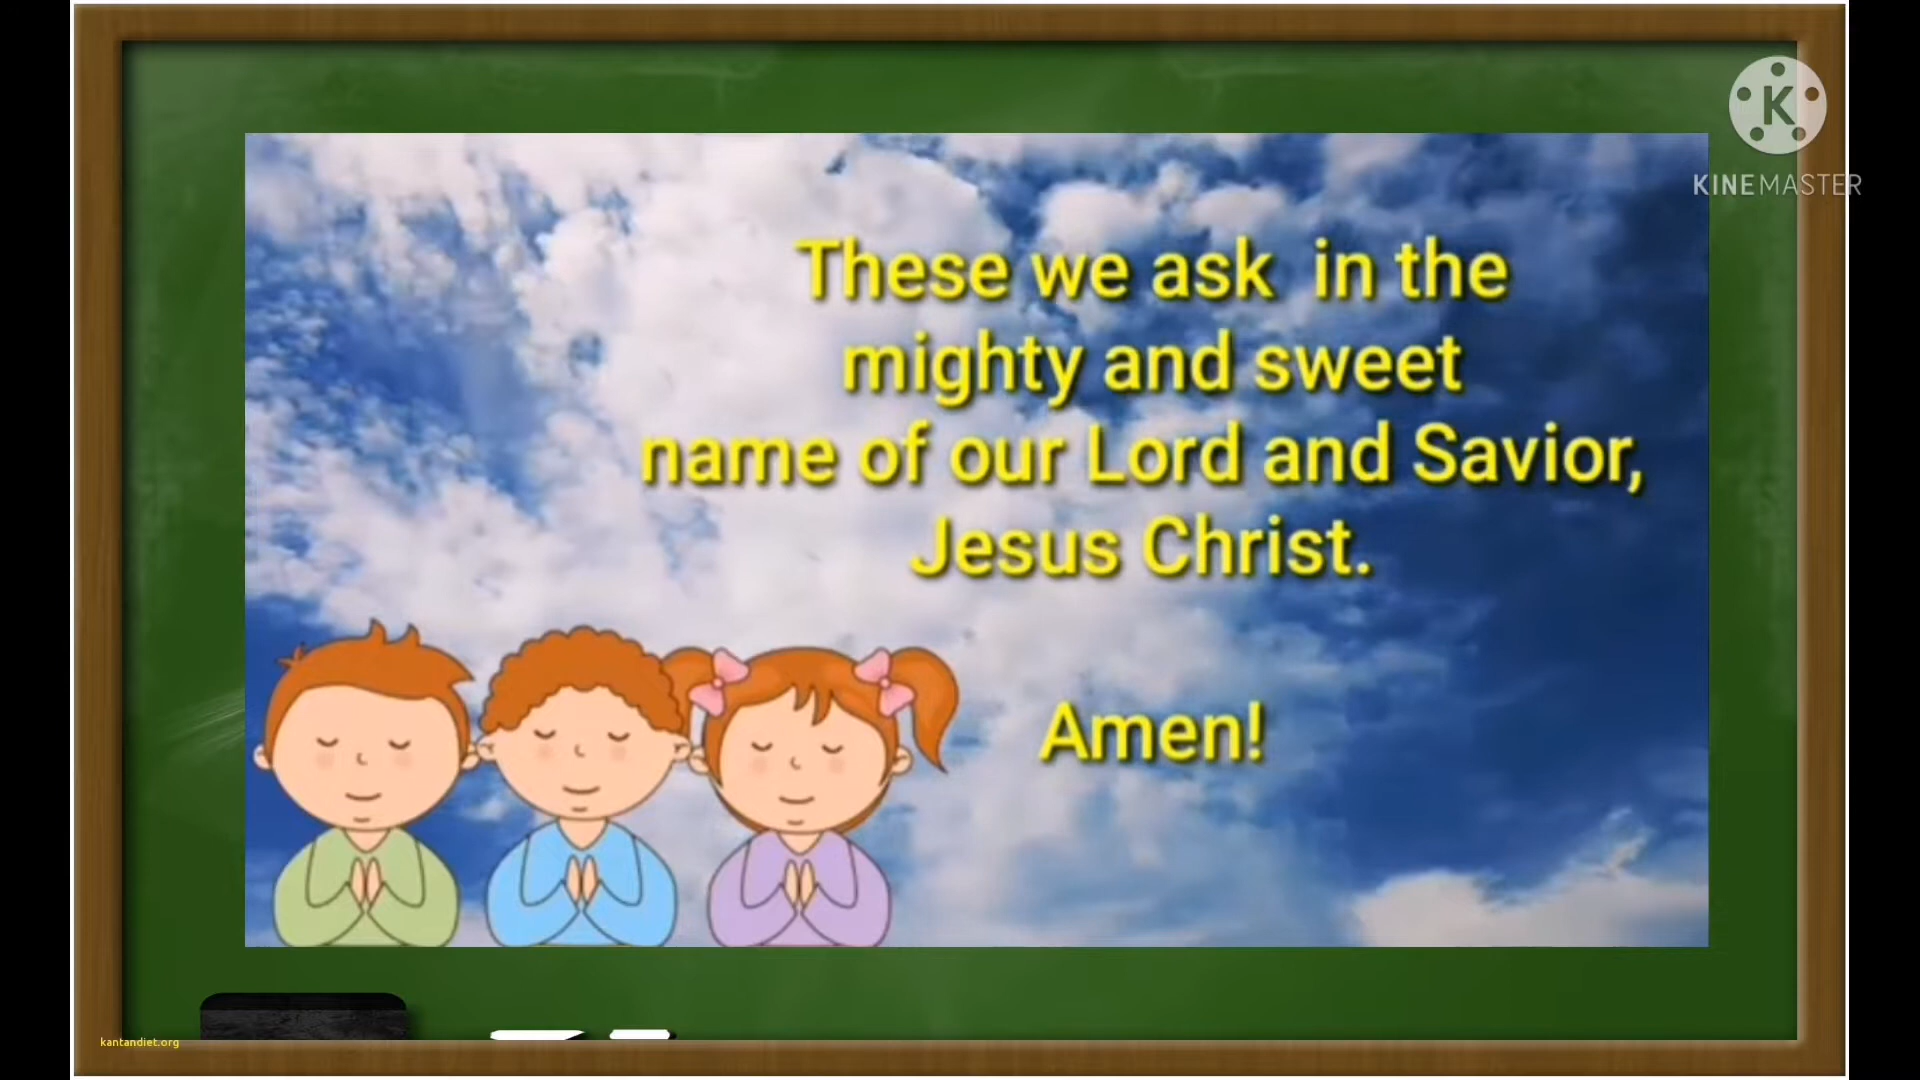 K
KINEMASTER
These we ask in the
mighty and sweet
name of our Lord and Savior,
Jesus Christ.
Amen!
kantandiet.org